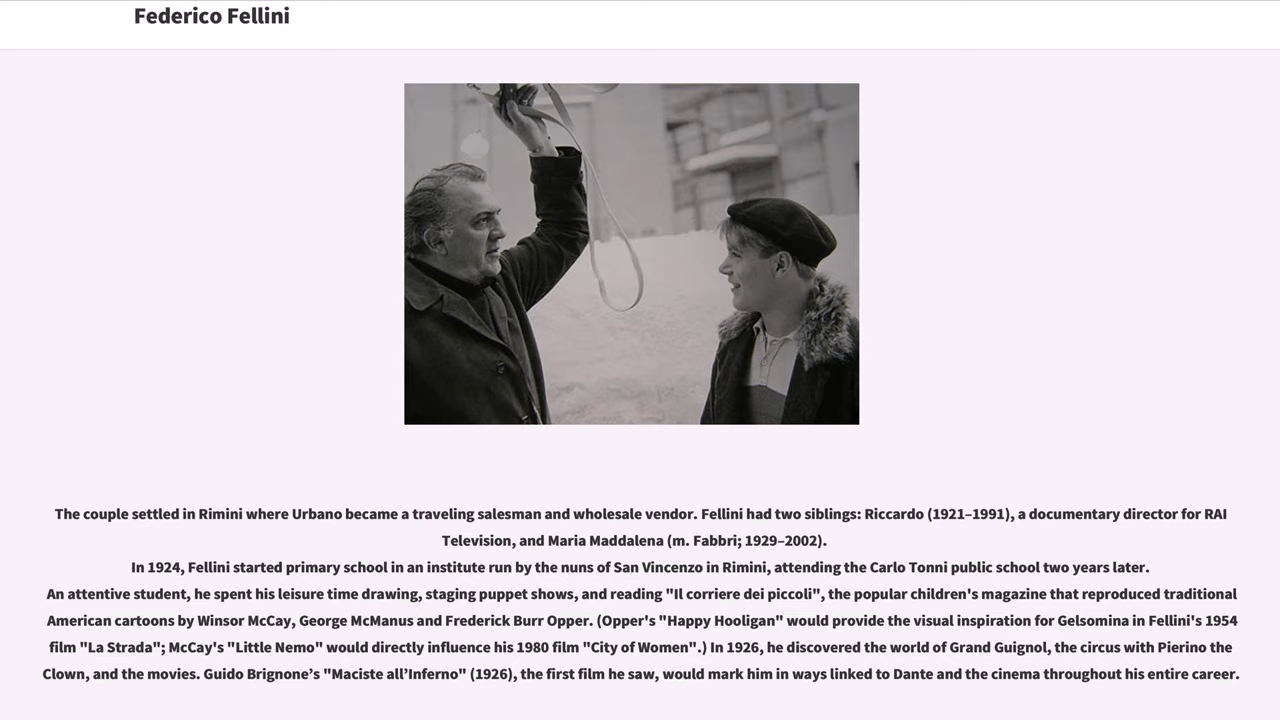 Federico Fellini
The couple settled in Rimini where Urbano became a traveling salesman and wholesale vendor. Fellini had two siblings: Riccardo (1921–1991), a documentary director for RAI
Television, and Maria Maddalena (m. Fabbri; 1929–2002).
In 1924, Fellini started primary school in an institute run by the nuns of San Vincenzo in Rimini, attending the Carlo Tonni public school two years later.
An attentive student, he spent his leisure time drawing, staging puppet shows, and reading "Il corriere dei piccoli", the popular children's magazine that reproduced traditional
American cartoons by Winsor McCay, George McManus and Frederick Burr Opper. (Opper's "Happy Hooligan" would provide the visual inspiration for Gelsomina in Fellini's 1954
film "La Strada"; McCay's "Little Nemo" would directly influence his 1980 film "City of Women".) In 1926, he discovered the world of Grand Guignol, the circus with Pierino the
Clown, and the movies. Guido Brignone’s "Maciste all’Inferno" (1926), the first film he saw, would mark him in ways linked to Dante and the cinema throughout his entire career.